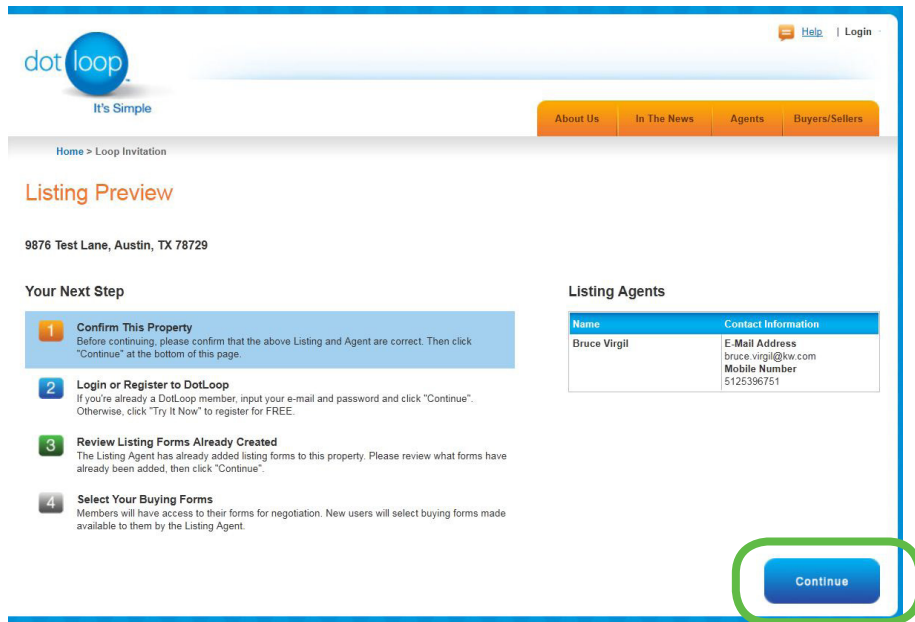 Help | Login
dot loop
It's Simple
About Us In The News Agents Buyers/Sellers
Home > Loop Invitation
Listing Preview
9876 Test Lane, Austin, TX 78729
Your Next Step
1 Confirm This Property
Before continuing, please confirm that the above Listing and Agent are correct. Then click
"Continue" at the bottom of this page.
2 Login or Register to DotLoop
If you're already a DotLoop member, input your e-mail and password and click "Continue".
Otherwise, click "Try It Now" to register for FREE.
3 Review Listing Forms Already Created
The Listing Agent has already added listing forms to this property. Please review what forms have
already been added, then click "Continue".
4 Select Your Buying Forms
Members will have access to their forms for negotiation. New users will select buying forms made
available to them by the Listing Agent.
Listing Agents
Name Contact Information
Bruce Virgil E-Mail Address
bruce.virgil@kw.com
Mobile Number
5125396751
Continue